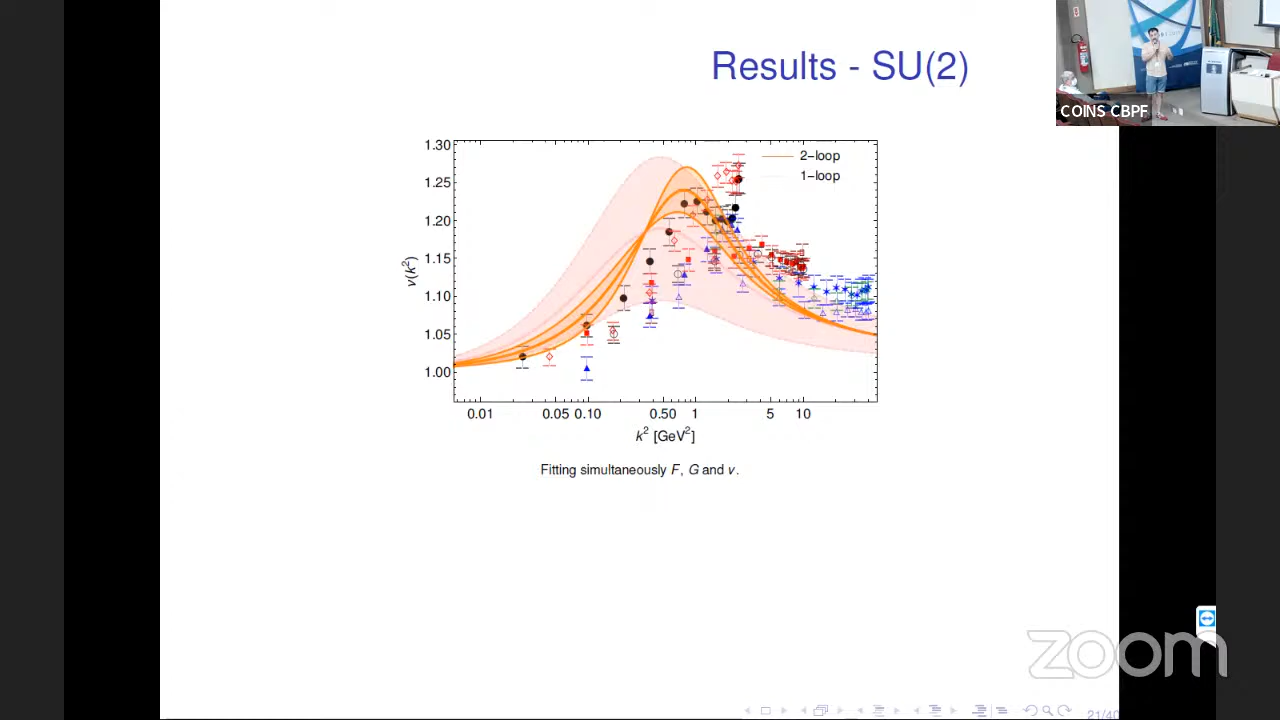 Results - SU(2)
COINS CBPF
1.30
1.25
1.20
1.15
1.10
1.05
1.00
v(k²)
2-loop
1-loop
0.01 0.05 0.10 0.50 1 5 10
k² [GeV²]
Fitting simultaneously F, G and v.
zoom
21/40